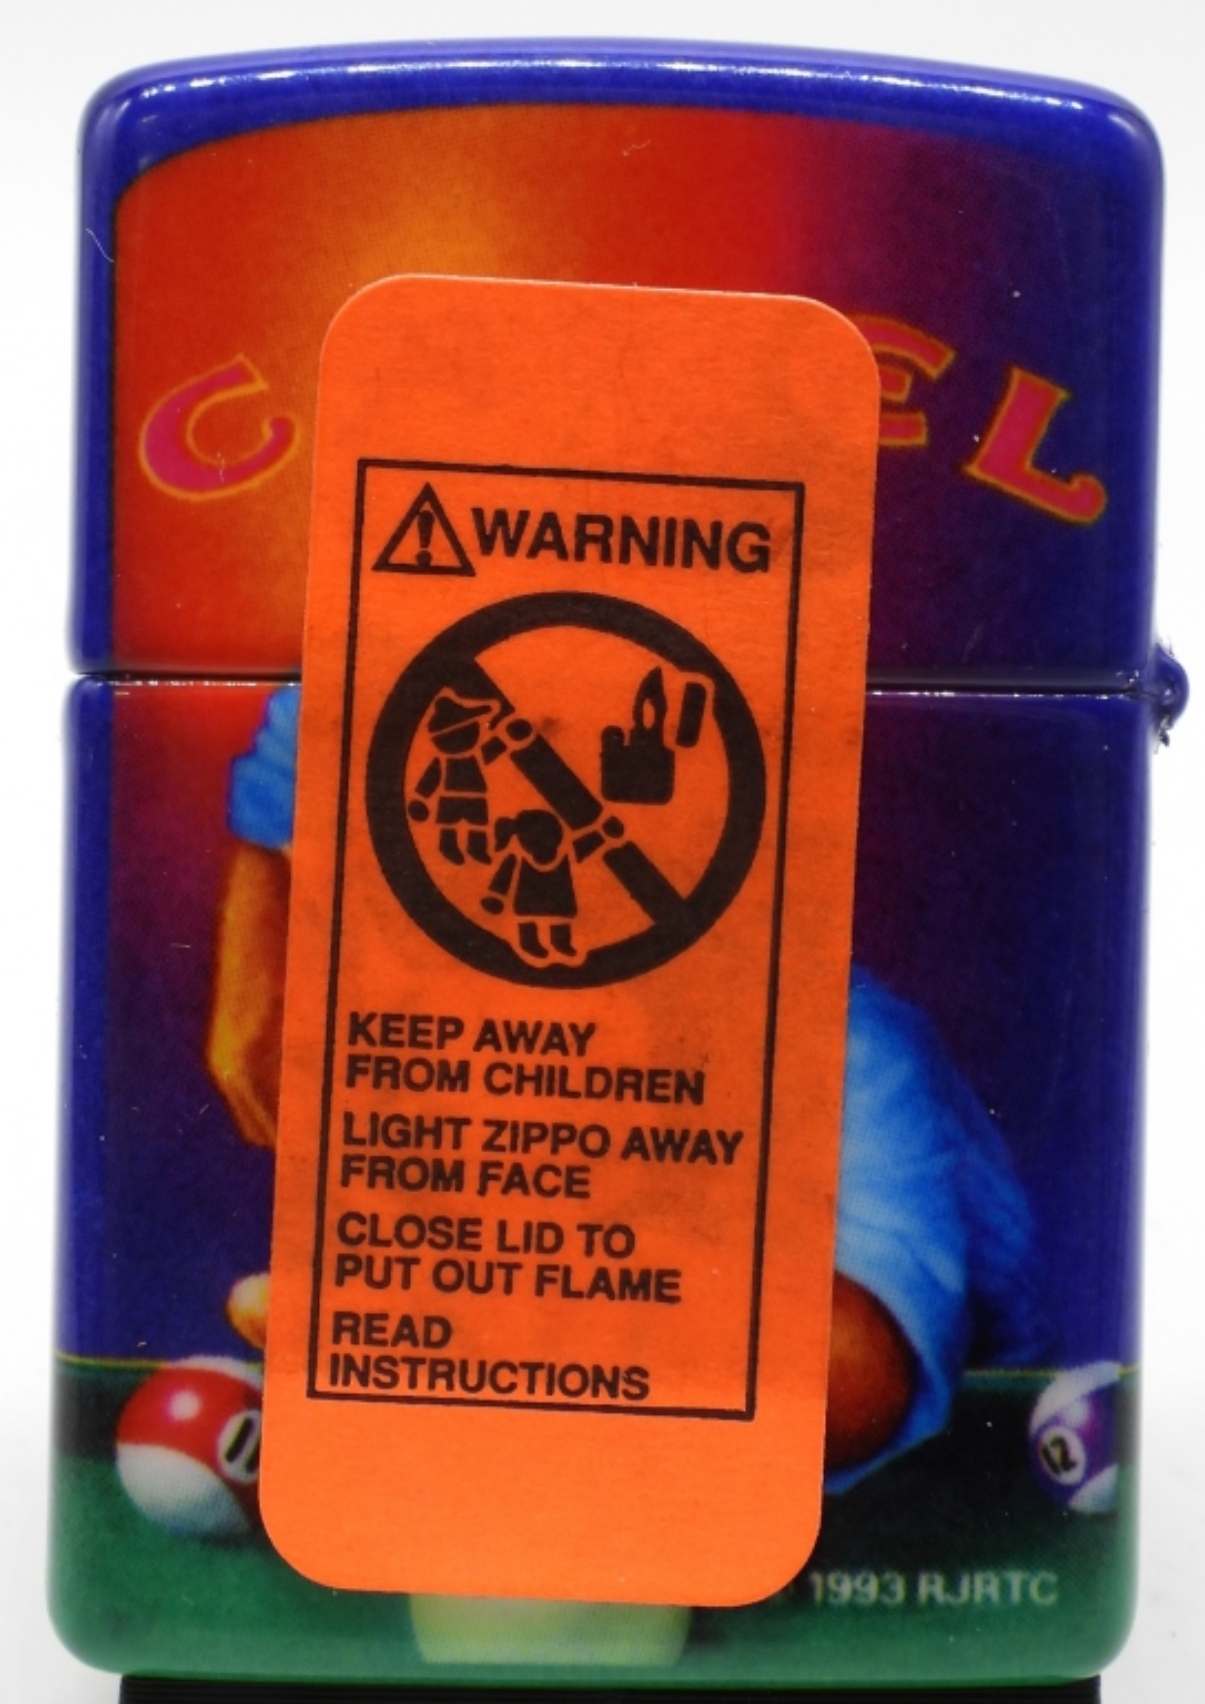 C EL
WARNING
KEEP AWAY
FROM CHILDREN
LIGHT ZIPPO AWAY
FROM FACE
CLOSE LID TO
PUT OUT FLAME
READ
INSTRUCTIONS
12
1993 RJRTC